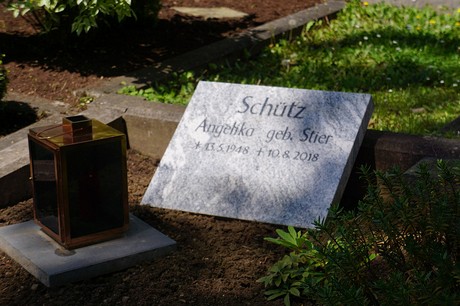 Schütz
Angelika geb. Stier
* 13.5.1948 + 10.8.2018